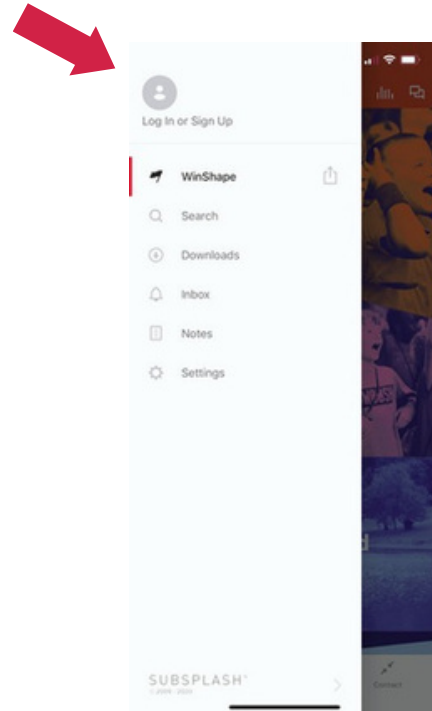 Log In or Sign Up
WinShape
Search
Downloads
Inbox
Notes
Settings
SUBSPLASH
Connect